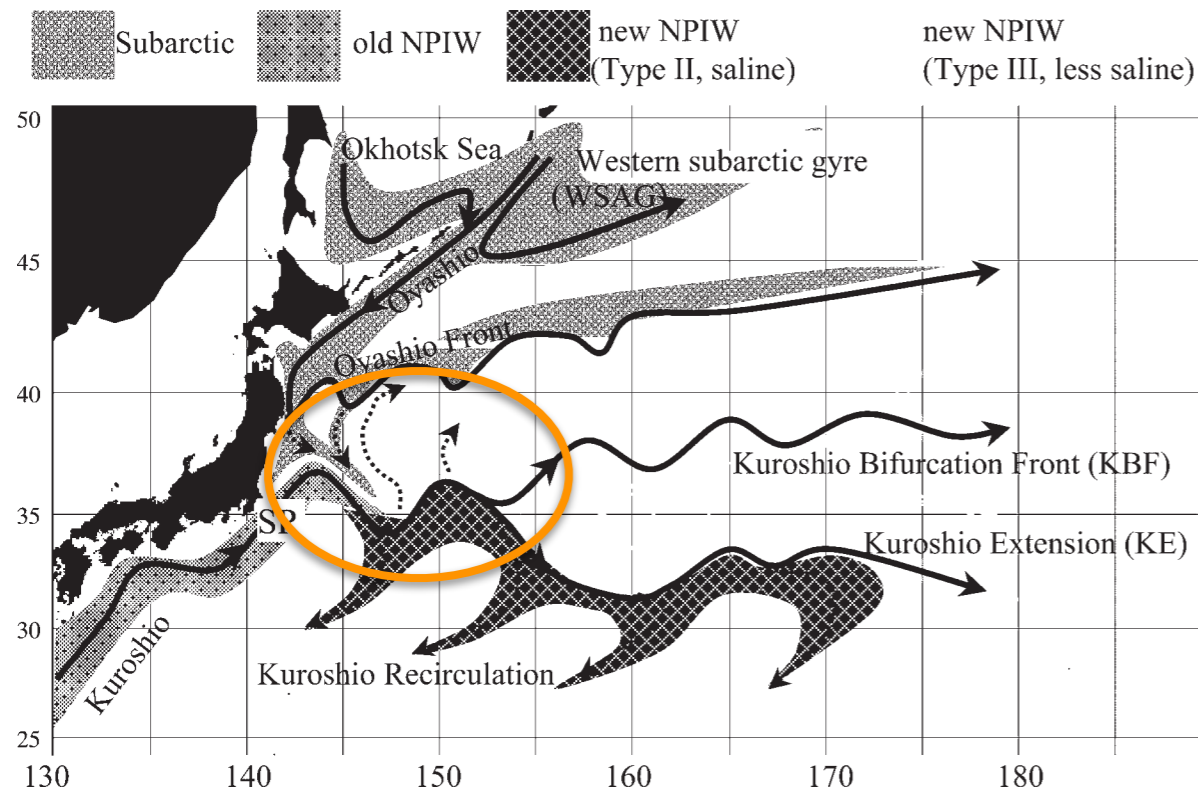 Subarctic
old NPIW
new NPIW
(Type II, saline)
new NPIW
(Type III, less saline)
50
Okhotsk Sea
Western subarctic gyre
(WSAG)
45
Oyashio
Oyashio Front
40
Kuroshio Bifurcation Front (KBF)
35
SP
Kuroshio Extension (KE)
30
Kuroshio
Kuroshio Recirculation
25
130
140
150
160
170
180